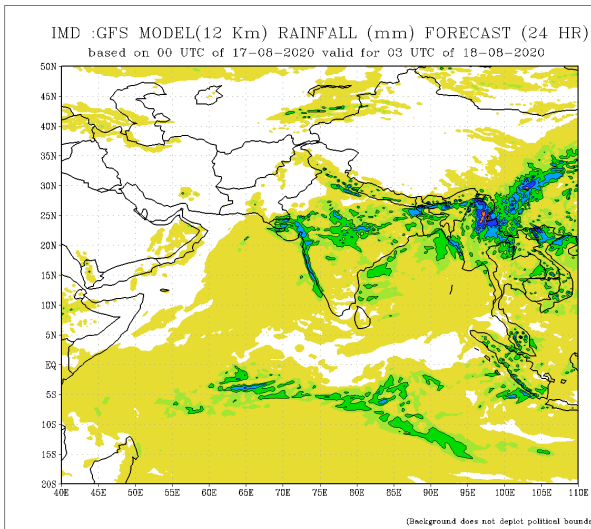 IMD :GFS MODEL(12 Km) RAINFALL (mm) FORECAST (24 HR)
based on 00 UTC of 17-08-2020 valid for 03 UTC of 18-08-2020
50N
45N
40N
35N
30N
25N
20N
15N
10N
5N
EQ
5S
10S
15S
20S
40E 45E 50E 55E 60E 65E 70E 75E 80E 85E 90E 95E 100E 105E 110E
(Background does not depict political bounda